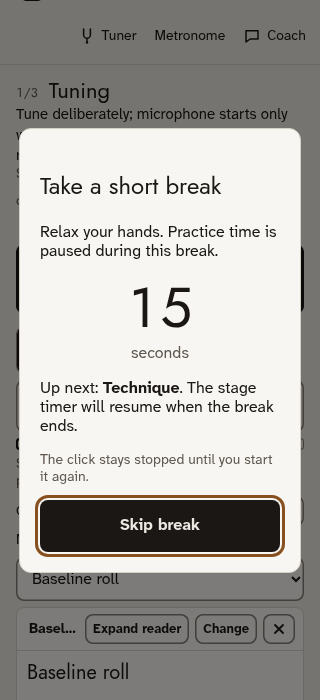 Tuner Metronome Coach
1/3 Tuning
Tune deliberately; microphone starts only
Take a short break
Relax your hands. Practice time is
paused during this break.
15
seconds
Up next: Technique. The stage
timer will resume when the break
ends.
The click stays stopped until you start
it again.
Skip break
Baseline roll
Basel... Expand reader Change ✕
Baseline roll